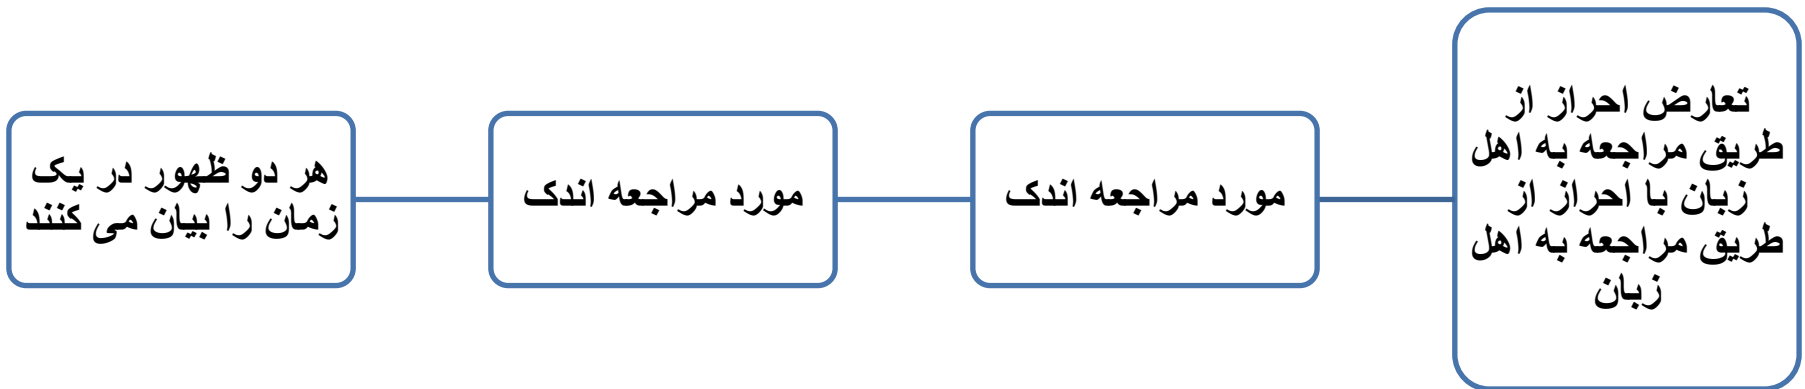 تعارض احراز از
طریق مراجعه به اهل
زبان با احراز از
طریق مراجعه به اهل
زبان
مورد مراجعه اندک
مورد مراجعه اندک
هر دو ظهور در یک
زمان را بیان می کنند